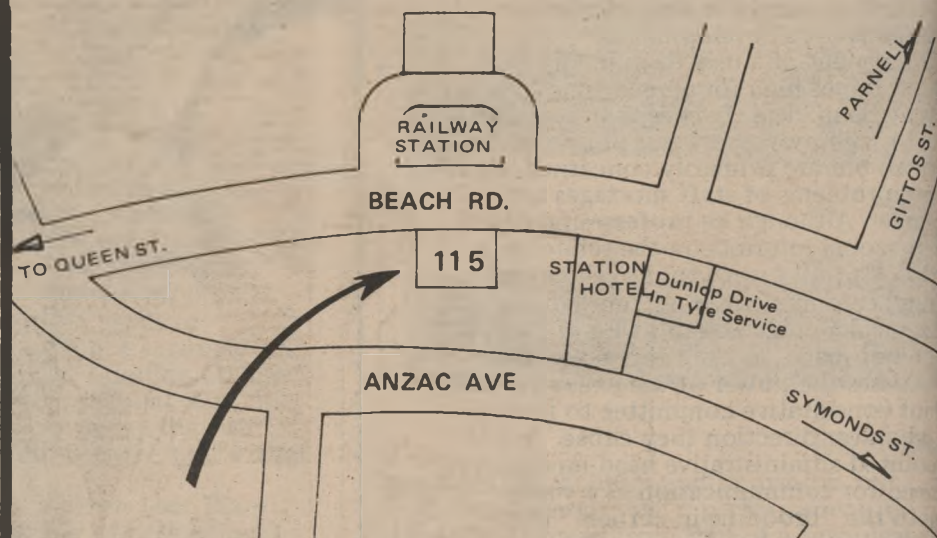 RAILWAY
STATION
PARNELL
GITTOS ST.
BEACH RD.
TO QUEEN ST.
115
STATION
HOTEL
Dunlop Drive
In Tyre Service
ANZAC AVE
SYMONDS ST.